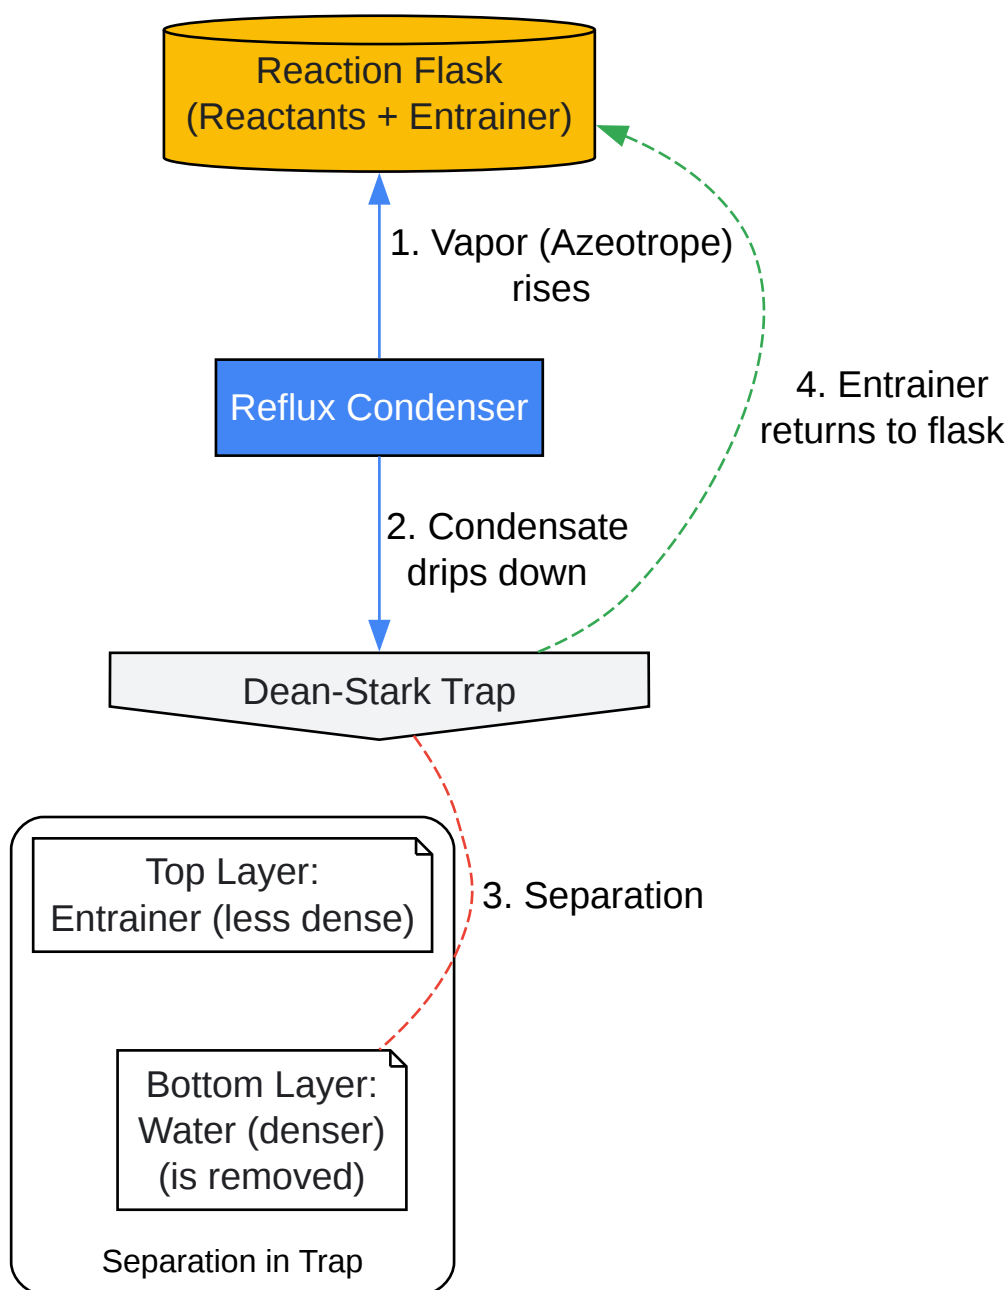 Reaction Flask
(Reactants + Entrainer)
1. Vapor (Azeotrope)
rises
Reflux Condenser
4. Entrainer
returns to flask
2. Condensate
drips down
Dean-Stark Trap
Top Layer:
Entrainer (less dense)
3. Separation
Bottom Layer:
Water (denser)
(is removed)
Separation in Trap